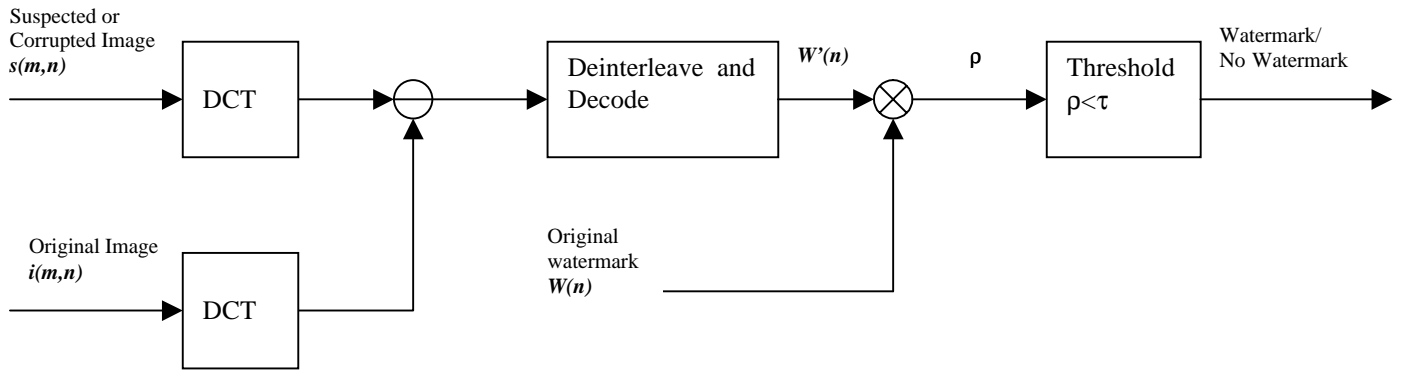 Suspected or
Corrupted Image
s(m,n)
DCT
Deinterleave and
Decode
W’(n)
ρ
Threshold
ρ<τ
Watermark/
No Watermark
Original Image
i(m,n)
DCT
Original
watermark
W(n)